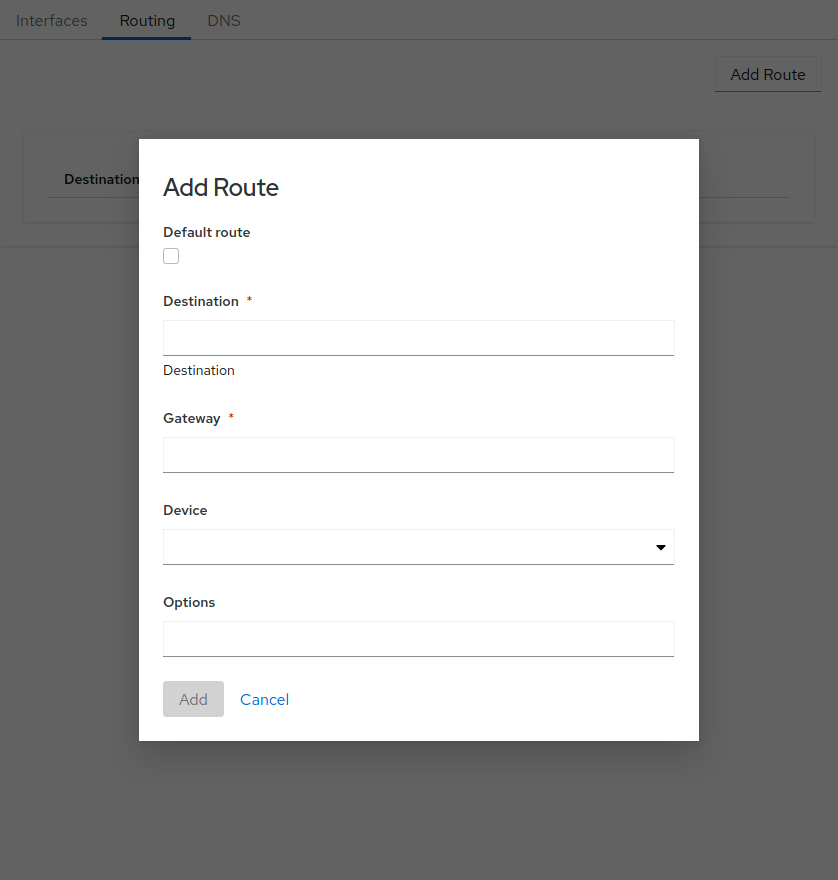 Interfaces Routing DNS
Add Route
Destination
Add Route
Default route
Destination *
Destination
Gateway *
Device
Options
Add Cancel